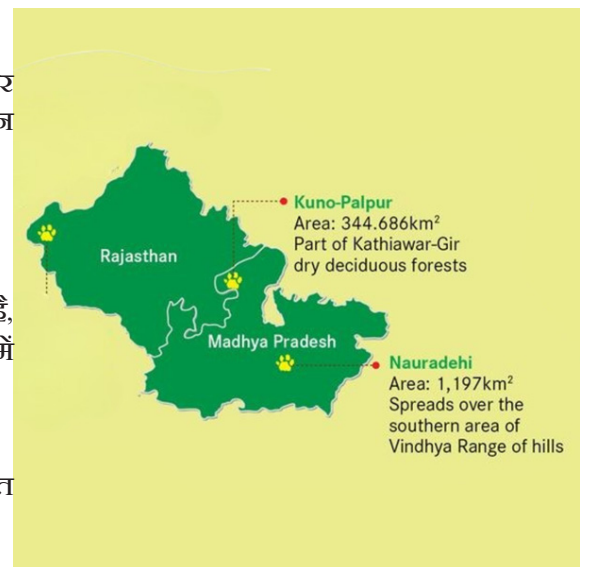 र
न
है,
में
त
Rajasthan
Madhya Pradesh
Kuno-Palpur
Area: 344.686km²
Part of Kathiawar-Gir
dry deciduous forests
Nauradehi
Area: 1,197km²
Spreads over the
southern area of
Vindhya Range of hills